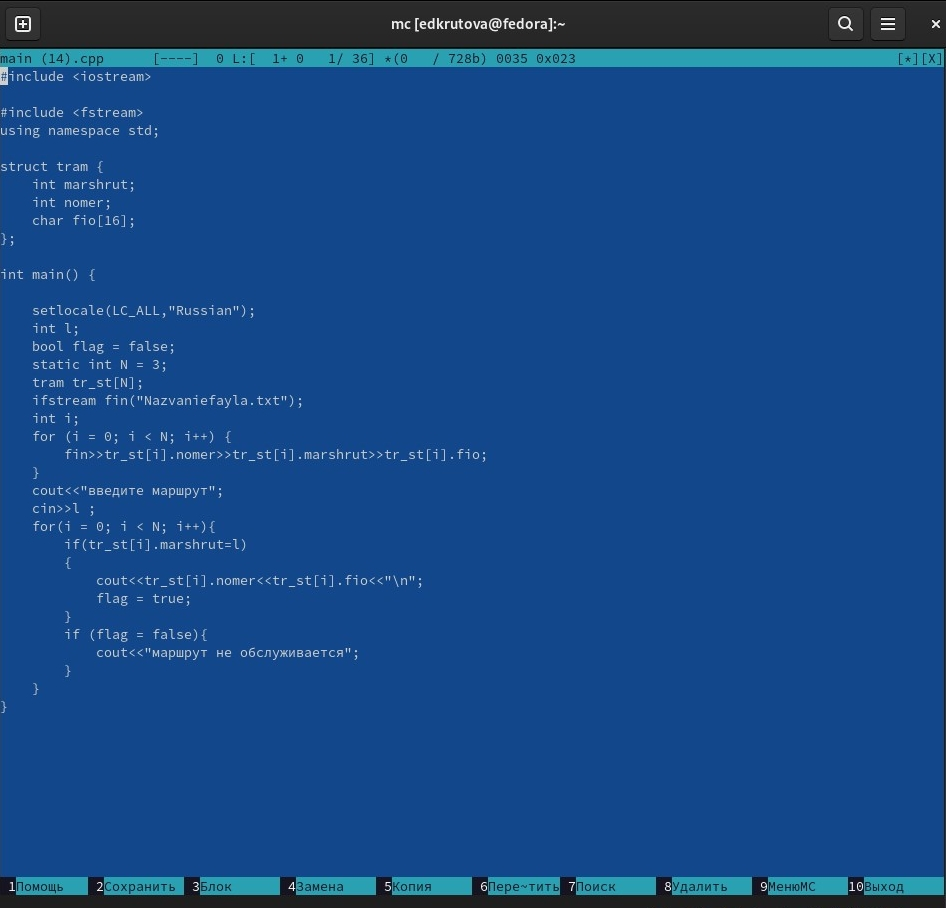 mc [edkrutova@fedora]:~
main (14).cpp      [----]  0 L:[  1+ 0   1/ 36] *(0   / 728b) 0035 0x023                                        [*][X]
#include <iostream>

#include <fstream>
using namespace std;

struct tram {
    int marshrut;
    int nomer;
    char fio[16];
};

int main() {

    setlocale(LC_ALL,"Russian");
    int l;
    bool flag = false;
    static int N = 3;
    tram tr_st[N];
    ifstream fin("Nazvaniefayla.txt");
    int i;
    for (i = 0; i < N; i++) {
        fin>>tr_st[i].nomer>>tr_st[i].marshrut>>tr_st[i].fio;
    }
    cout<<"введите маршрут";
    cin>>l ;
    for(i = 0; i < N; i++){
        if(tr_st[i].marshrut=l)
        {
            cout<<tr_st[i].nomer<<tr_st[i].fio<<"\n";
            flag = true;
        }
        if (flag = false){
            cout<<"маршрут не обслуживается";
        }
    }
}
1Помощь 2Сохранить 3Блок 4Замена 5Копия 6Пере~тить 7Поиск 8Удалить 9МенюMC 10Выход